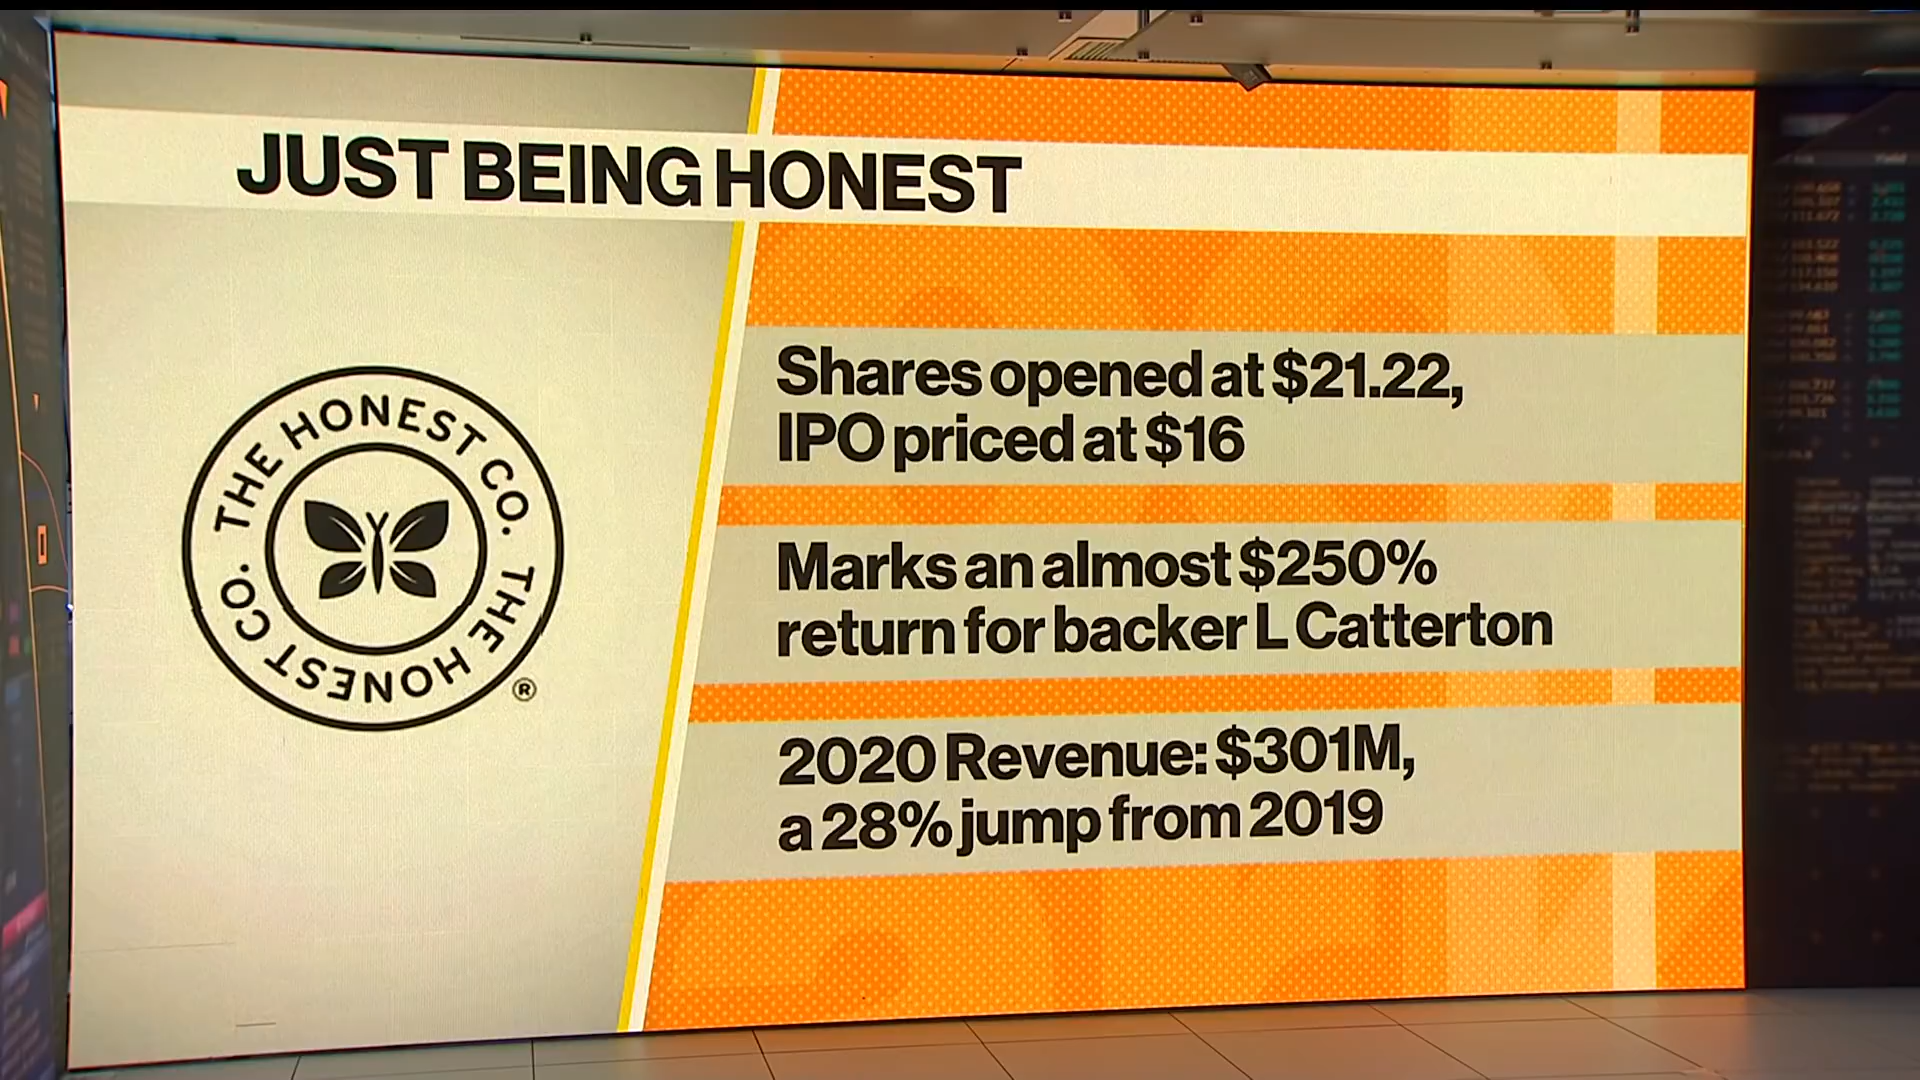 JUST BEING HONEST
THE HONEST CO. THE HONEST CO.
®
Shares opened at $21.22,
IPO priced at $16
Marks an almost $250%
return for backer L Catterton
2020 Revenue: $301M,
a 28% jump from 2019